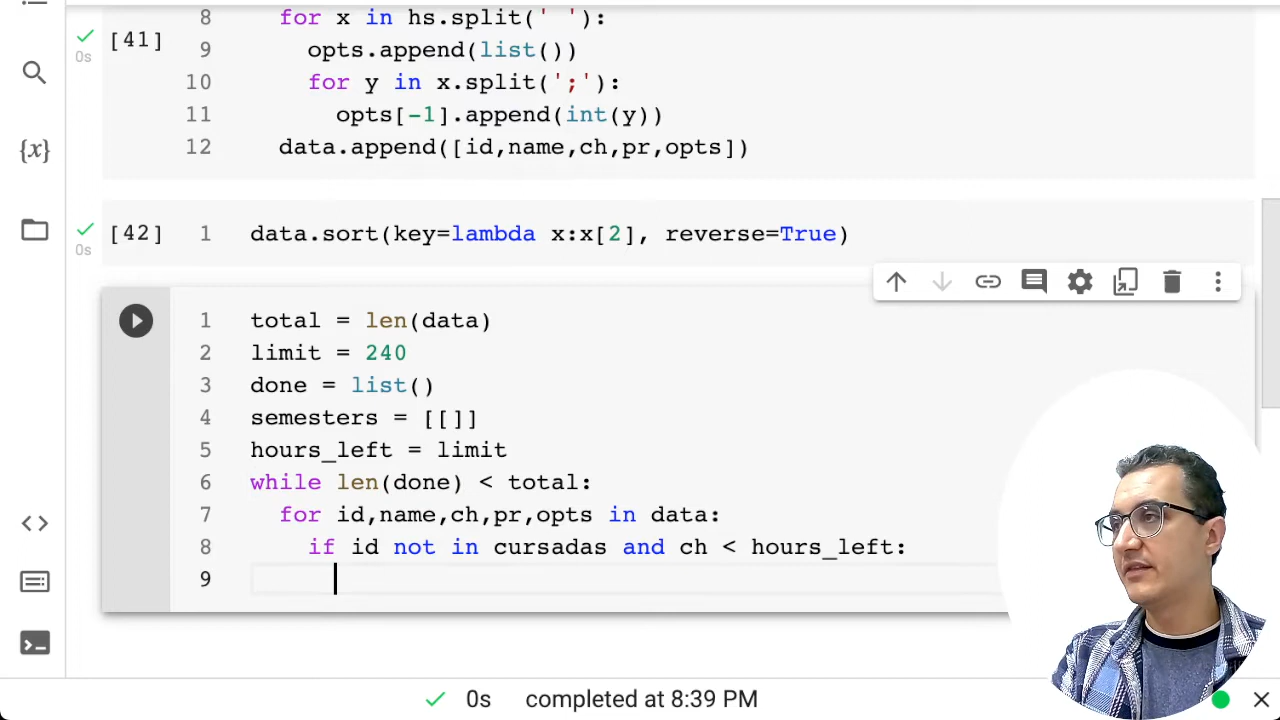 8 for x in hs.split(' '):
[41] 9 opts.append(list())
0s
10 for y in x.split(';'):
11 opts[-1].append(int(y))
12 data.append([id,name,ch,pr,opts])
{x}
[42] 1 data.sort(key=lambda x:x[2], reverse=True)
0s
1 total = len(data)
2 limit = 240
3 done = list()
4 semesters = [[]]
5 hours_left = limit
6 while len(done) < total:
7 for id,name,ch,pr,opts in data:
8 if id not in cursadas and ch < hours_left:
9
0s completed at 8:39 PM